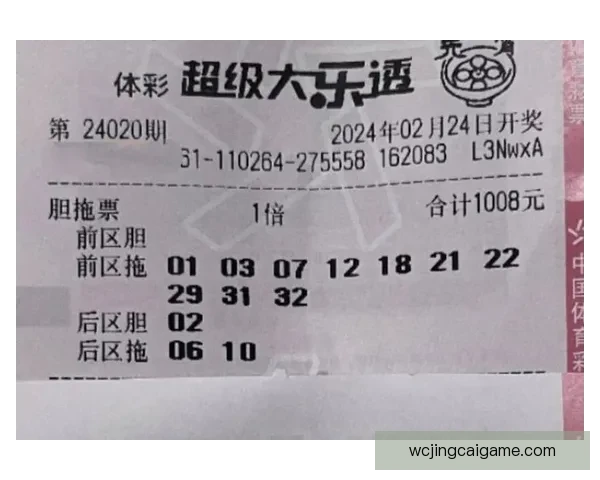 体彩 超级大乐透
第 24020期 2024年02月24日开奖
31-110264-275558 162083 L3NwxA
胆拖票 1倍 合计1008元
前区胆
前区拖 01 03 07 12 18 21 22
29 31 32
后区胆 02
后区拖 06 10
中国体育彩
wcjingcaigame.com